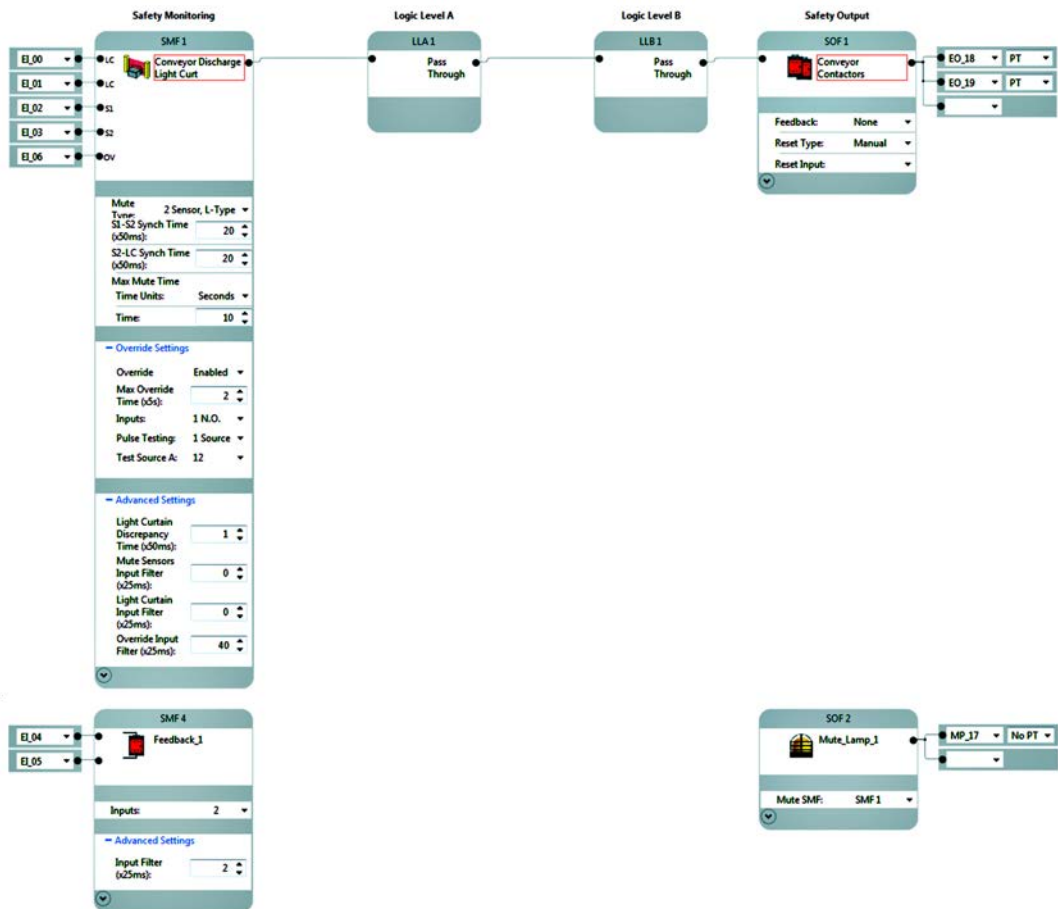 Safety Monitoring
Logic Level A
Logic Level B
Safety Output
SMF 1
LLA 1
LLB 1
SOF 1
EI_00
LC
Conveyor Discharge
Light Curt
EI_01
LC
EI_02
S1
EI_03
S2
EI_06
OV
Pass
Through
Pass
Through
Conveyor
Contactors
EO_18 PT
EO_19 PT
Feedback: None
Reset Type: Manual
Reset Input:
Mute
Type: 2 Sensor, L-Type
S1-S2 Synch Time
(x50ms): 20
S2-LC Synch Time
(x50ms): 20
Max Mute Time
Time Units: Seconds
Time: 10
Override Settings
Override Enabled
Max Override
Time (x5s): 2
Inputs: 1 N.O.
Pulse Testing: 1 Source
Test Source A: 12
Advanced Settings
Light Curtain
Discrepancy
Time (x50ms): 1
Mute Sensors
Input Filter
(x25ms): 0
Light Curtain
Input Filter
(x25ms): 0
Override Input
Filter (x25ms): 40
SMF 4
EI_04
EI_05
Feedback_1
Inputs: 2
Advanced Settings
Input Filter
(x25ms): 2
SOF 2
Mute_Lamp_1
MP_17 No PT
Mute SMF: SMF 1